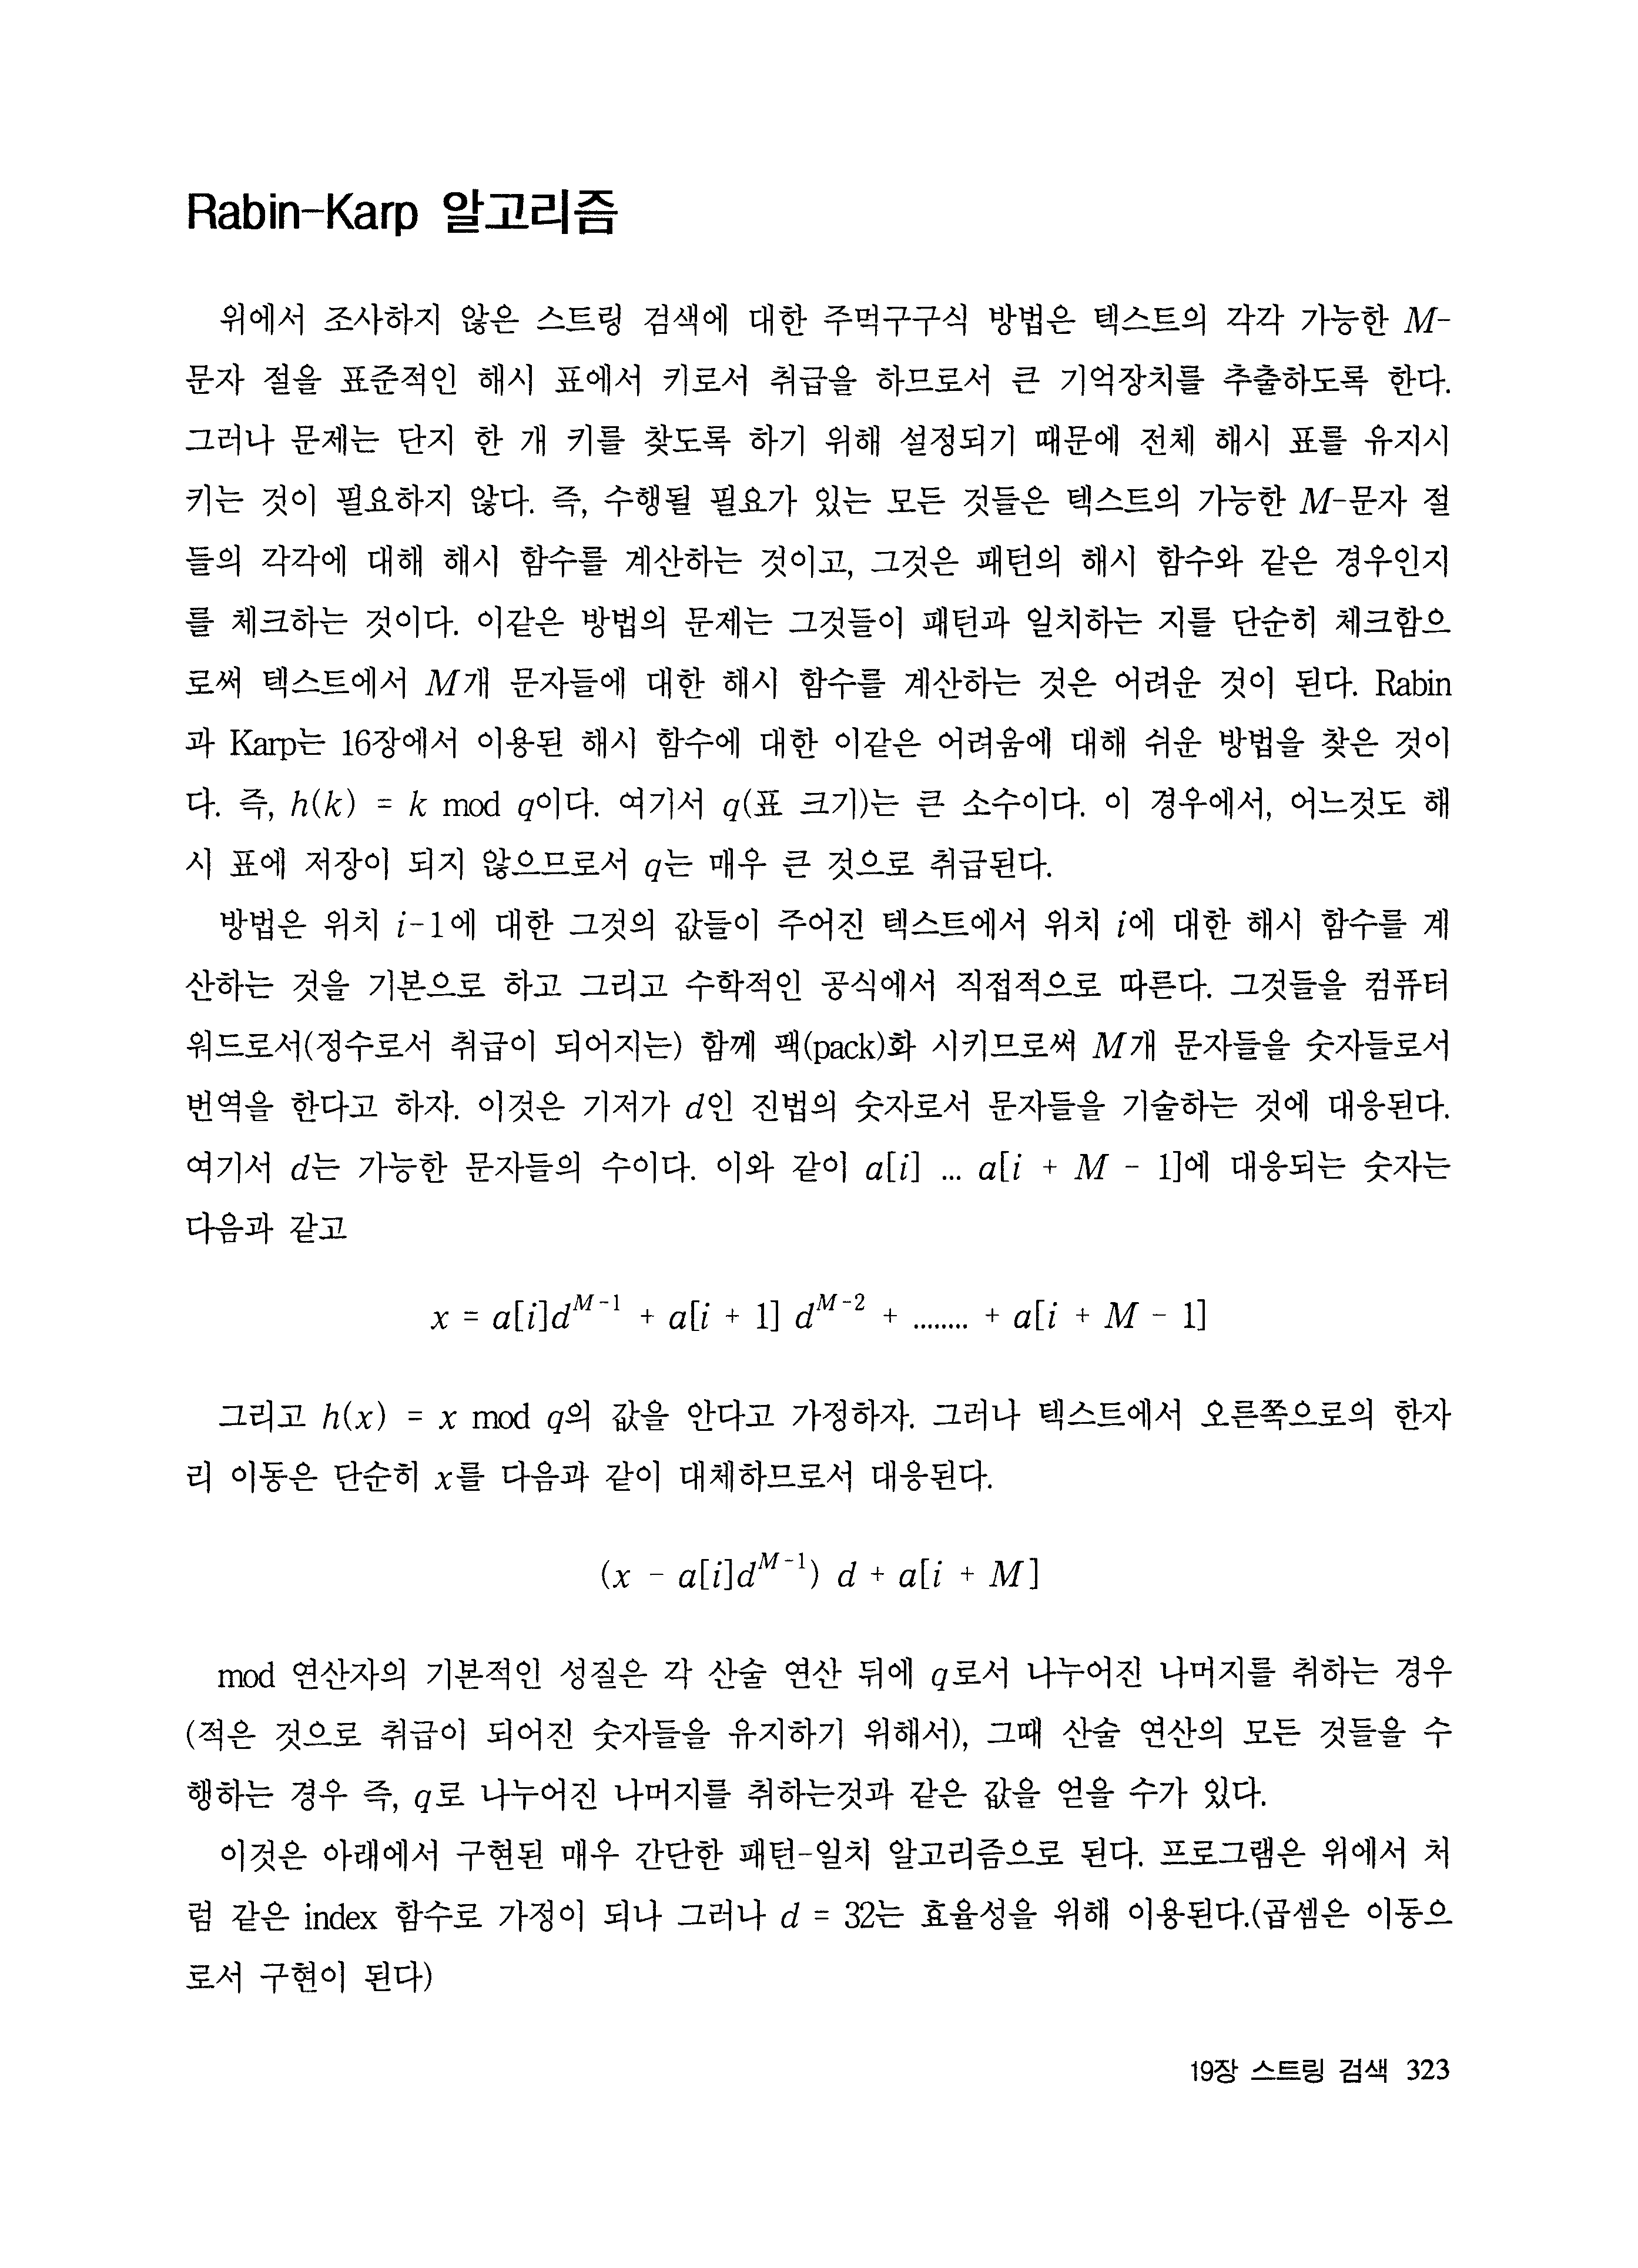 Rabin-Karp 알고리즘
위에서 조사하지 않은 스트링 검색에 대한 주먹구구식 방법은 텍스트의 각각 가능한 M-
문자 절을 표준적인 해시 표에서 키로서 취급을 하므로서 큰 기억장치를 추출하도록 한다.
그러나 문제는 단지 한 개 키를 찾도록 하기 위해 설정되기 때문에 전체 해시 표를 유지시
키는 것이 필요하지 않다. 즉, 수행될 필요가 있는 모든 것들은 텍스트의 가능한 M-문자 절
들의 각각에 대해 해시 함수를 계산하는 것이고, 그것은 패턴의 해시 함수와 같은 경우인지
를 체크하는 것이다. 이같은 방법의 문제는 그것들이 패턴과 일치하는 지를 단순히 체크함으
로써 텍스트에서 M개 문자들에 대한 해시 함수를 계산하는 것은 어려운 것이 된다. Rabin
과 Karp는 16장에서 이용된 해시 함수에 대한 이같은 어려움에 대해 쉬운 방법을 찾은 것이
다. 즉, h(k) = k mod q이다. 여기서 q(표 크기)는 큰 소수이다. 이 경우에서, 어느것도 해
시 표에 저장이 되지 않으므로서 q는 매우 큰 것으로 취급된다.
방법은 위치 i-1에 대한 그것의 값들이 주어진 텍스트에서 위치 i에 대한 해시 함수를 계
산하는 것을 기본으로 하고 그리고 수학적인 공식에서 직접적으로 따른다. 그것들을 컴퓨터
워드로서(정수로서 취급이 되어지는) 함께 팩(pack)화 시키므로써 M개 문자들을 숫자들로서
번역을 한다고 하자. 이것은 기저가 d인 진법의 숫자로서 문자들을 기술하는 것에 대응된다.
여기서 d는 가능한 문자들의 수이다. 이와 같이 a[i] ... a[i + M - 1]에 대응되는 숫자는
다음과 같고
x = a[i]d^{M-1} + a[i + 1] d^{M-2} + ........ + a[i + M - 1]
그리고 h(x) = x mod q의 값을 안다고 가정하자. 그러나 텍스트에서 오른쪽으로의 한자
리 이동은 단순히 x를 다음과 같이 대체하므로서 대응된다.
(x - a[i]d^{M-1}) d + a[i + M]
mod 연산자의 기본적인 성질은 각 산술 연산 뒤에 q로서 나누어진 나머지를 취하는 경우
(적은 것으로 취급이 되어진 숫자들을 유지하기 위해서), 그때 산술 연산의 모든 것들을 수
행하는 경우 즉, q로 나누어진 나머지를 취하는것과 같은 값을 얻을 수가 있다.
이것은 아래에서 구현된 매우 간단한 패턴-일치 알고리즘으로 된다. 프로그램은 위에서 처
럼 같은 index 함수로 가정이 되나 그러나 d = 32는 효율성을 위해 이용된다.(곱셈은 이동으
로서 구현이 된다)
19장 스트링 검색 323